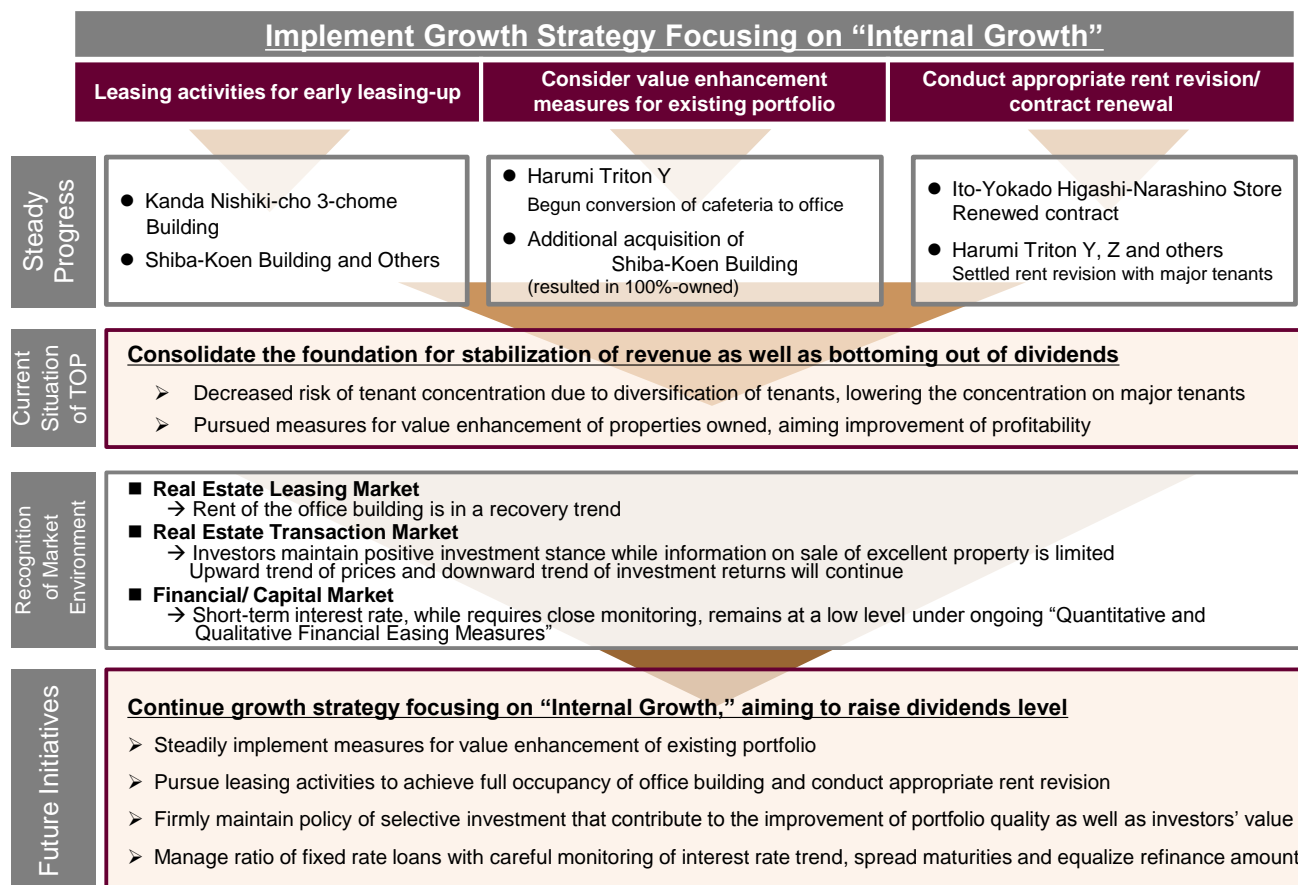 Implement Growth Strategy Focusing on “Internal Growth”
Leasing activities for early leasing-up
Consider value enhancement
measures for existing portfolio
Conduct appropriate rent revision/
contract renewal
Steady
Progress
● Kanda Nishiki-cho 3-chome
Building
● Shiba-Koen Building and Others
● Harumi Triton Y
Begun conversion of cafeteria to office
● Additional acquisition of
Shiba-Koen Building
(resulted in 100%-owned)
● Ito-Yokado Higashi-Narashino Store
Renewed contract
● Harumi Triton Y, Z and others
Settled rent revision with major tenants
Current
Situation
of TOP
Consolidate the foundation for stabilization of revenue as well as bottoming out of dividends
➢ Decreased risk of tenant concentration due to diversification of tenants, lowering the concentration on major tenants
➢ Pursued measures for value enhancement of properties owned, aiming improvement of profitability
Recognition
of Market
Environment
■ Real Estate Leasing Market
→ Rent of the office building is in a recovery trend
■ Real Estate Transaction Market
→ Investors maintain positive investment stance while information on sale of excellent property is limited
Upward trend of prices and downward trend of investment returns will continue
■ Financial/ Capital Market
→ Short-term interest rate, while requires close monitoring, remains at a low level under ongoing “Quantitative and
Qualitative Financial Easing Measures”
Future Initiatives
Continue growth strategy focusing on “Internal Growth,” aiming to raise dividends level
➢ Steadily implement measures for value enhancement of existing portfolio
➢ Pursue leasing activities to achieve full occupancy of office building and conduct appropriate rent revision
➢ Firmly maintain policy of selective investment that contribute to the improvement of portfolio quality as well as investors’ value
➢ Manage ratio of fixed rate loans with careful monitoring of interest rate trend, spread maturities and equalize refinance amount